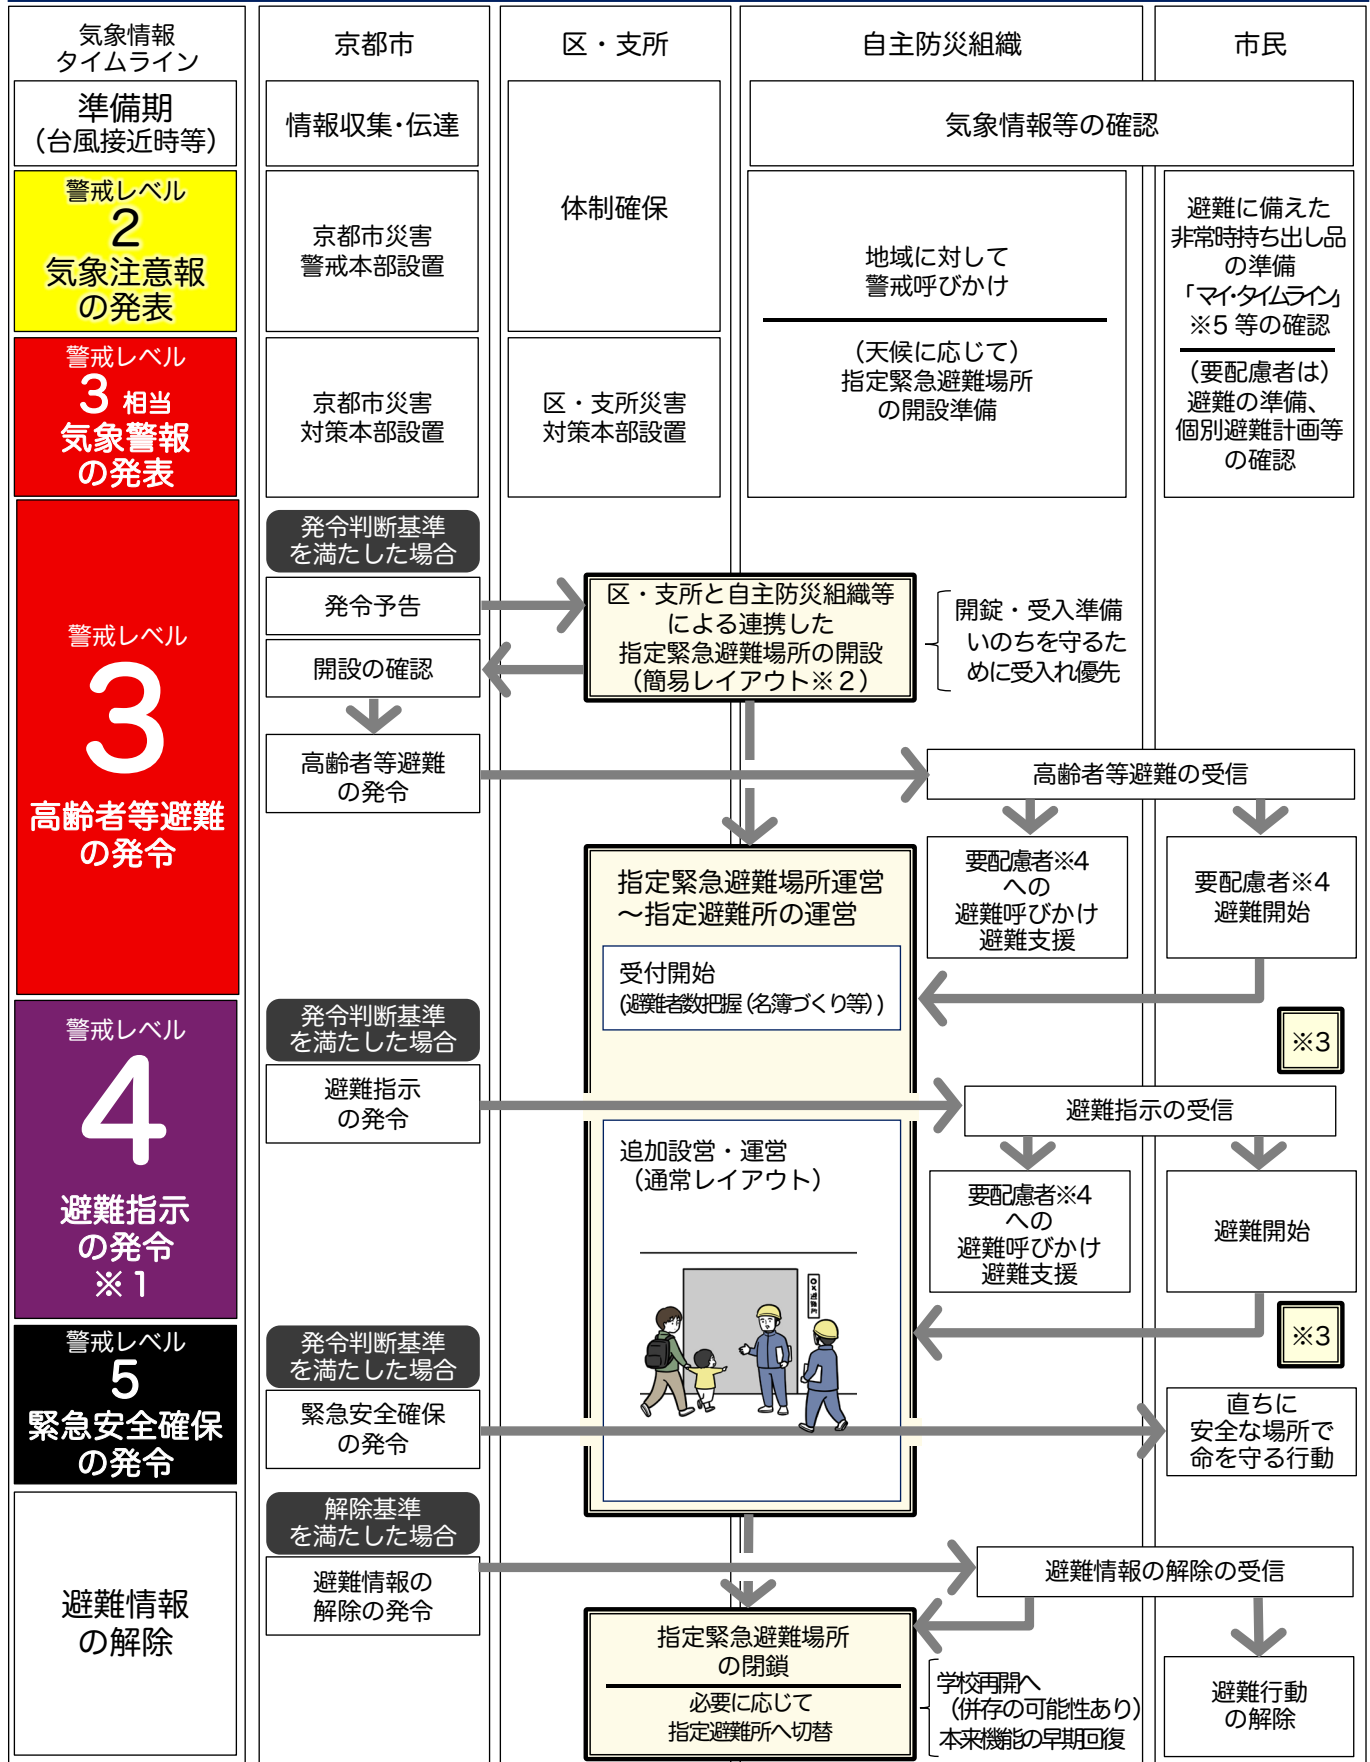 気象情報
タイムライン
京都市
区・支所
自主防災組織
市民
準備期
（台風接近時等）
情報収集・伝達
体制確保
気象情報等の確認
警戒レベル
2
気象注意報
の発表
京都市災害
警戒本部設置
地域に対して
警戒呼びかけ
避難に備えた
非常時持ち出し品
の準備
「マイ・タイムライン」
※5 等の確認
警戒レベル
3 相当
気象警報
の発表
京都市災害
対策本部設置
区・支所災害
対策本部設置
（天候に応じて）
指定緊急避難場所
の開設準備
（要配慮者は）
避難の準備、
個別避難計画等
の確認
警戒レベル
3
高齢者等避難
の発令
発令判断基準
を満たした場合
発令予告
開設の確認
高齢者等避難
の発令
区・支所と自主防災組織等
による連携した
指定緊急避難場所の開設
（簡易レイアウト※２）
開錠・受入準備
いのちを守るた
めに受入れ優先
高齢者等避難の受信
指定緊急避難場所運営
～指定避難所の運営
受付開始
(避難者数把握（名簿づくり等）)
要配慮者※4
への
避難呼びかけ
避難支援
要配慮者※4
避難開始
※3
警戒レベル
4
避難指示
の発令
※１
発令判断基準
を満たした場合
避難指示
の発令
避難指示の受信
追加設営・運営
（通常レイアウト）
〇×避難所
要配慮者※4
への
避難呼びかけ
避難支援
避難開始
※3
警戒レベル
5
緊急安全確保
の発令
発令判断基準
を満たした場合
緊急安全確保
の発令
直ちに
安全な場所で
命を守る行動
避難情報
の解除
解除基準
を満たした場合
避難情報の
解除の発令
避難情報の解除の受信
指定緊急避難場所
の閉鎖
必要に応じて
指定避難所へ切替
学校再開へ
（併存の可能性あり）
本来機能の早期回復
避難行動
の解除